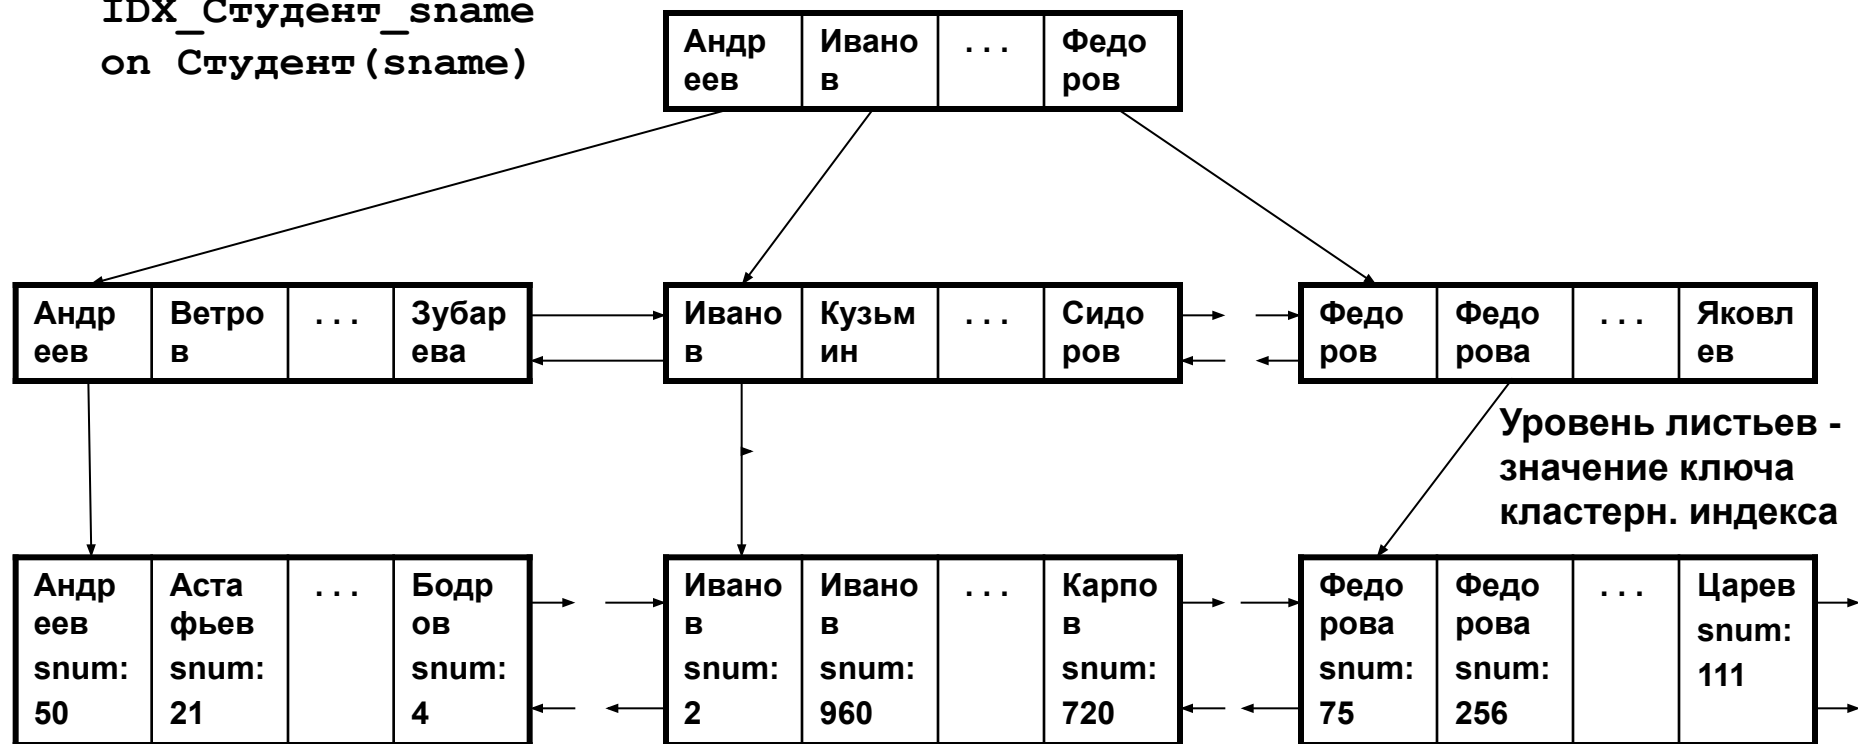 IDX_Студент_sname
on Студент(sname)
Андр Ивано ... Федо
еев в ров
Андр Ветро ... Зубар Ивано Кузьм ... Сидо Федо Федо ... Яковл
еев в ева в ин ров ров рова ев
Уровень листьев -
значение ключа
кластерн. индекса
Андр Аста ... Бодр Ивано Ивано ... Карпо Федо Федо ... Царев
еев фьев ов в в в рова рова snum:
snum: snum: snum: snum: snum: snum: snum: snum: 111
50 21 4 2 960 720 75 256